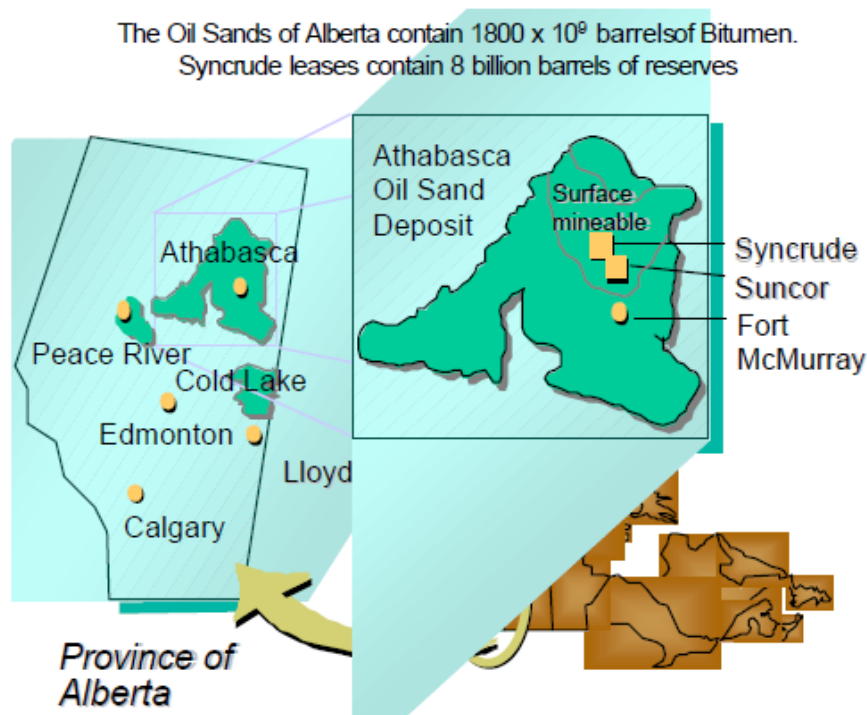 The Oil Sands of Alberta contain 1800 x 10⁹ barrelsof Bitumen.
Syncrude leases contain 8 billion barrels of reserves
Athabasca
Oil Sand
Deposit
Surface
mineable
Syncrude
Suncor
Fort
McMurray
Athabasca
Peace River
Cold Lake
Edmonton
Lloyd
Calgary
Province of
Alberta